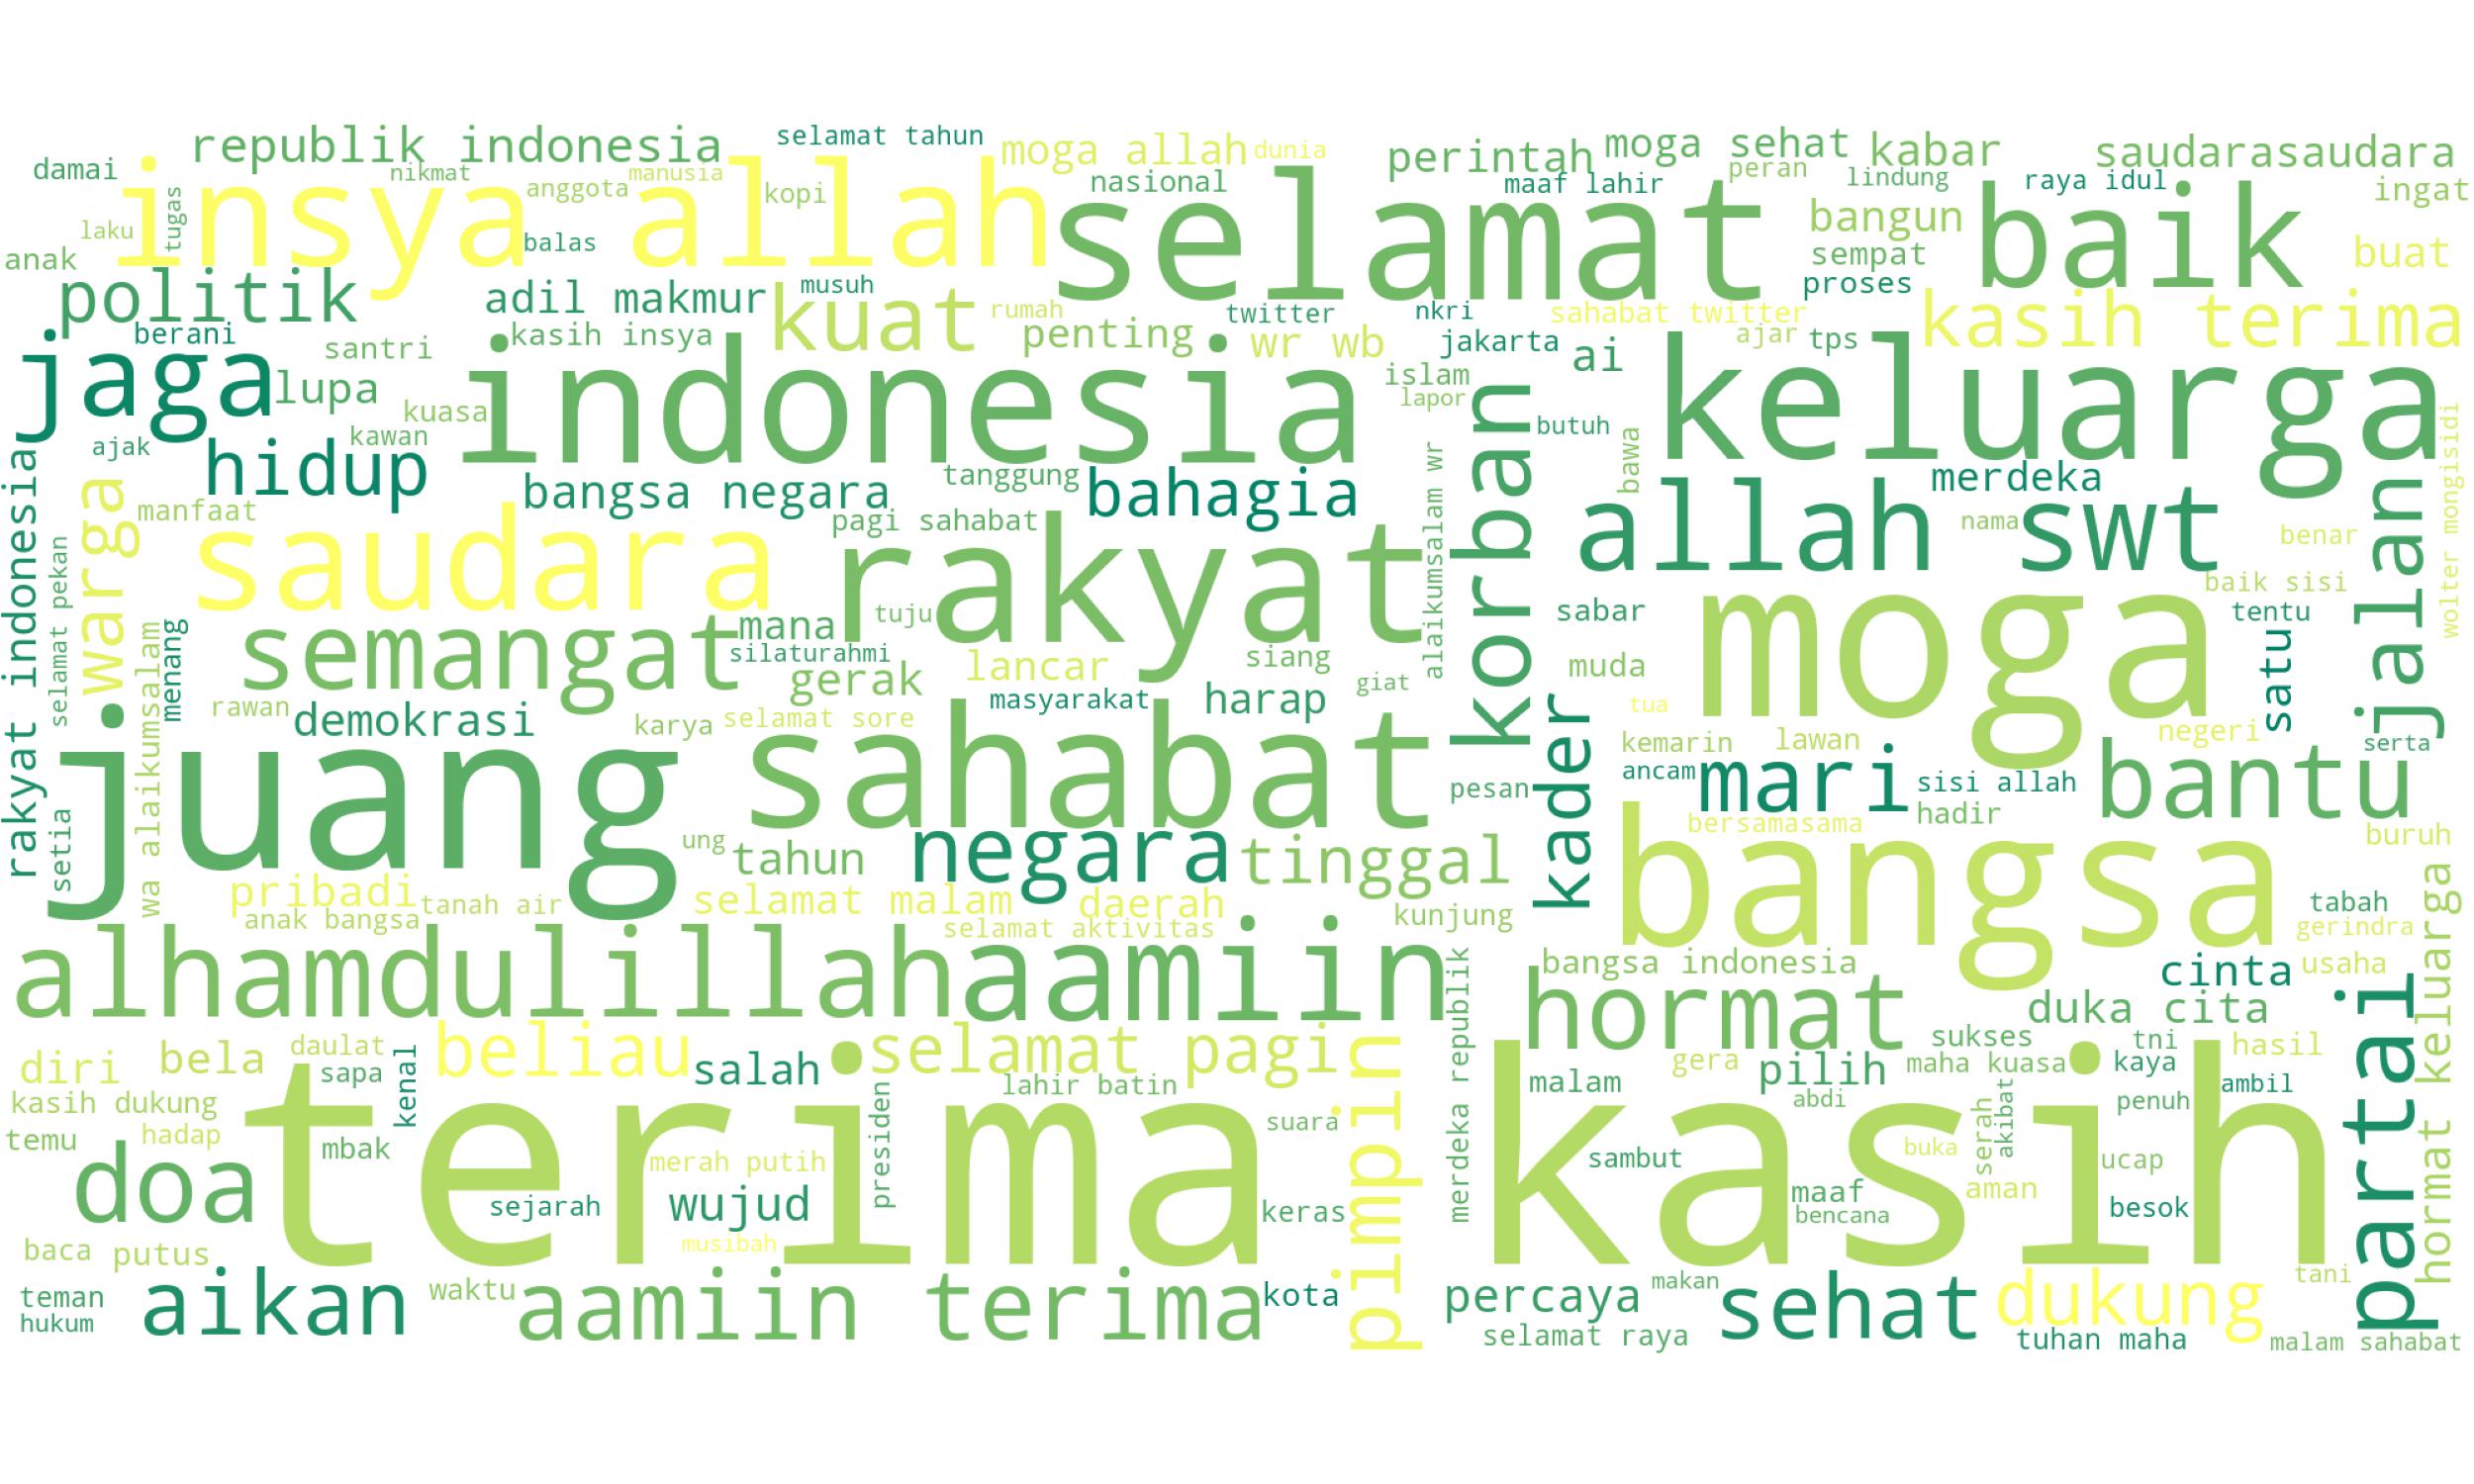 republik indonesia
selamat tahun
moga allah
dunia
perintah
moga sehat
kabar
saudarasaudara
damai
insya allah
nikmat
anggota
manusia
kopi
nasional
selamat
maaf lahir
peran
lindung
raya idul
baik
ingat
laku
tugas
balas
bangun
sempat
buat
anak
politik
adil makmur
musuh
kuat
rumah
twitter
nkri
sahabat twitter
proses
kasih terima
berani
jaga
santri
kasih insya
penting
wr wb
jakarta
ai
ajar
tps
lupa
indonesia
islam
lapor
keluarga
kuasa
kawan
ajak
hidup
korban
butuh
bawa
wolter mongisidi
rakyat indonesia
warga
manfaat
bangsa negara
tanggung
bahagia
alaikumsalam wr
allah swt
merdeka
nama
jalan
benar
selamat pekan
saudara
pagi sahabat
rakyat
baik sisi
wa alaikumsalam
menang
semangat
mana
tuju
silaturahmi
lancar
siang
sabar
moga
tentu
satu
gerak
giat
muda
rawan
demokrasi
karya
selamat sore
masyarakat
harap
kader
tua
kemarin
lawan
negeri
serta
juang
sahabat
pesan
ancam
mari
sisi allah
hadir
bantu
setia
ung
tahun
negara
tinggal
bersamasama
bangsa
buruh
pribadi
tanah air
anak bangsa
selamat malam
daerah
selamat aktivitas
kunjung
tabah
gerindra
hormat keluarga
alhamdulillah
aamiin
merdeka republik
bangsa indonesia
cinta
usaha
hormat
duka cita
partai
diri
bela
daulat
sapa
kenal
beliau
salah
selamat pagi
lahir batin
pimpin
sukses
tni
hasil
gera
pilih
maha kuasa
kaya
ambil
malam
kasih dukung
temu
hadap
terima
presiden
suara
kasih
abdi
serah
akibat
penuh
doa
mbak
merah putih
sambut
buka
ucap
sejarah
wujud
keras
maaf
bencana
aman
besok
baca
putus
musibah
teman
hukum
aikan
waktu
aamiin terima
kota
percaya
makan
sehat
dukung
tani
selamat raya
tuhan maha
malam sahabat